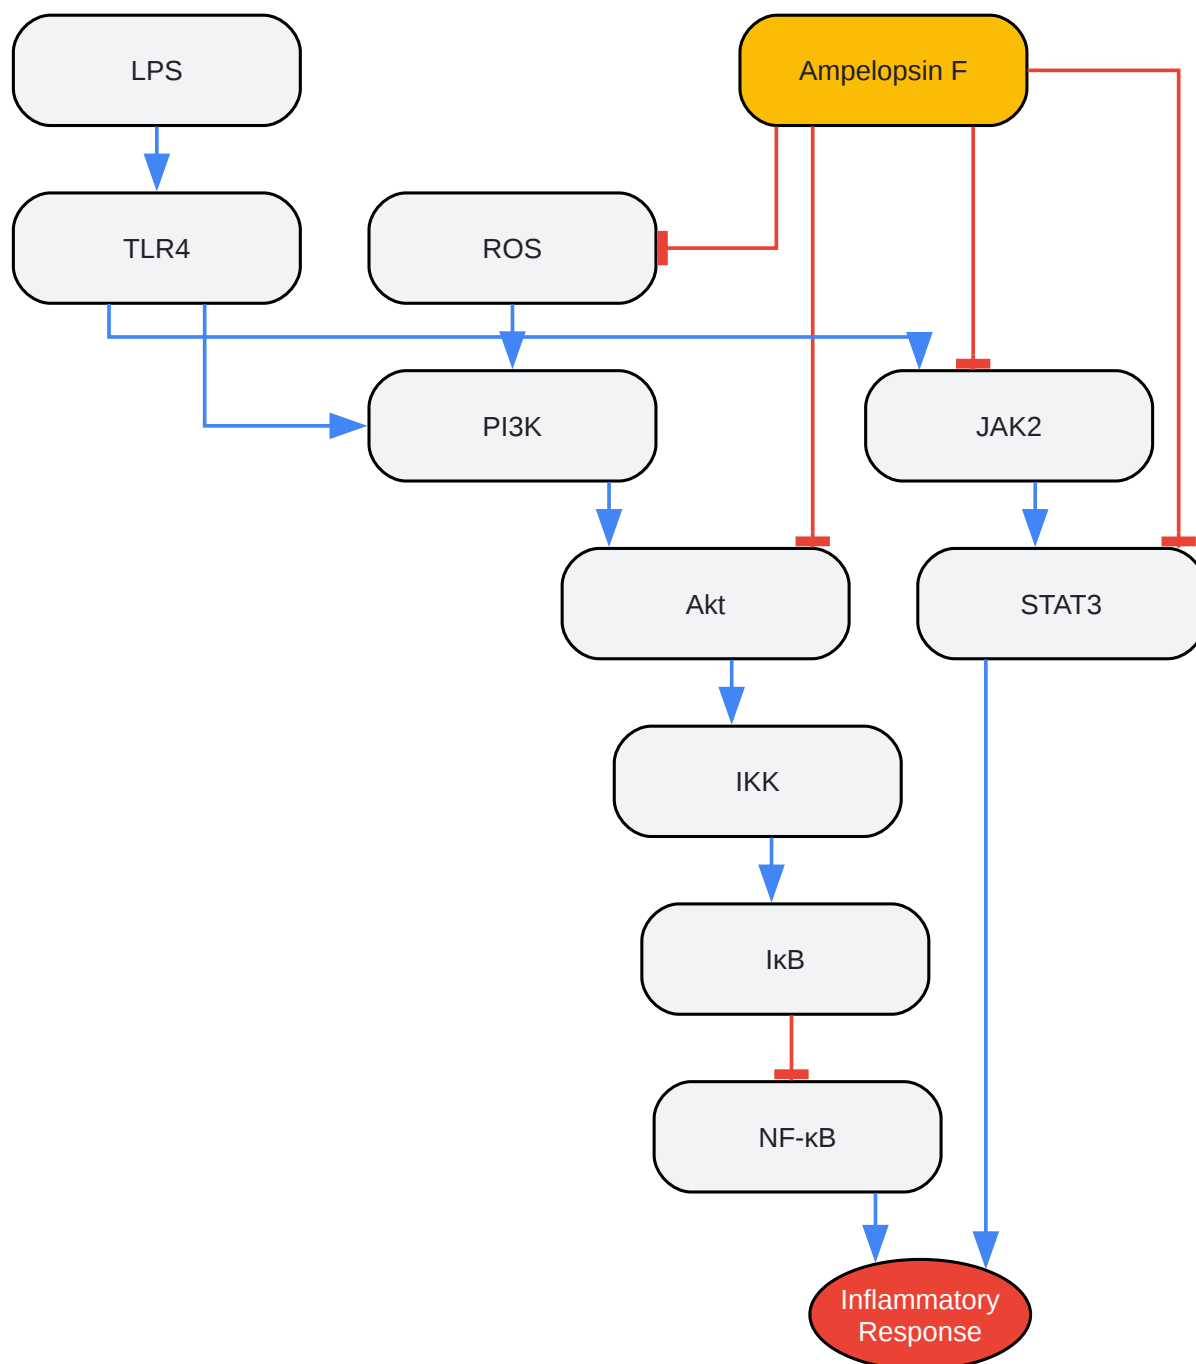 LPS
Ampelopsin F
TLR4
ROS
PI3K
JAK2
Akt
STAT3
IKK
IκB
NF-κB
Inflammatory
Response